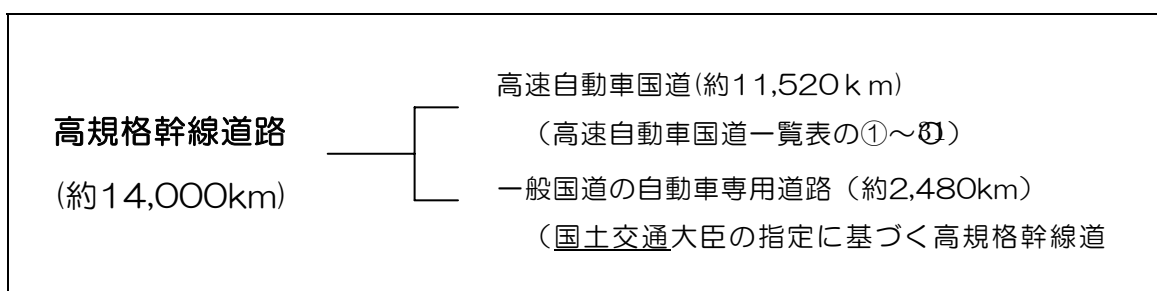 高速自動車国道(約11,520km)
高規格幹線道路
(高速自動車国道一覧表の①～㉛)
(約14,000km)
一般国道の自動車専用道路(約2,480km)
(国土交通大臣の指定に基づく高規格幹線道